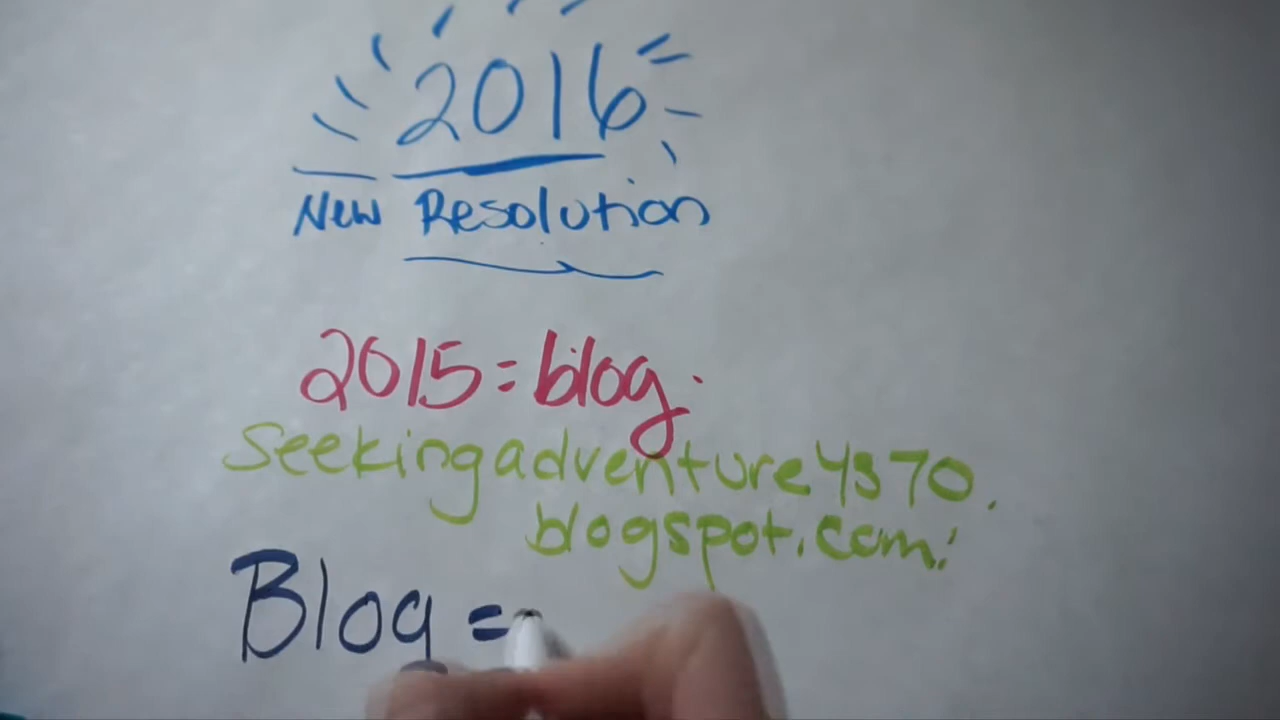 2016
New Resolution
2015 = blog.
Seekingadventure4370.
blogspot.com!
Blog =